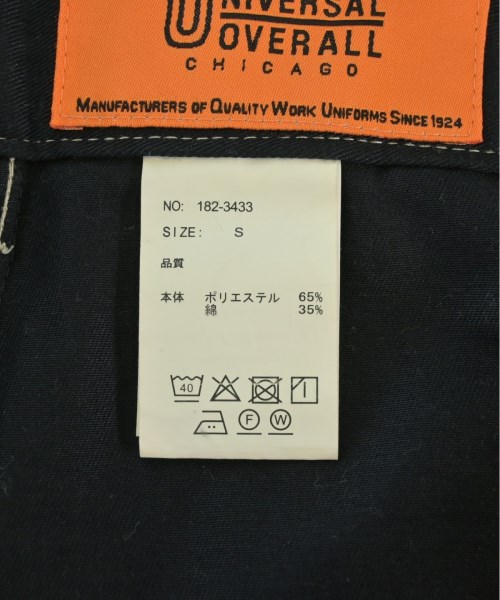 UNIVERSAL
OVERALL
CHICAGO
MANUFACTURERS OF QUALITY WORK UNIFORMS SINCE 1924
NO: 182-3433
SIZE: S
品質
本体 ポリエステル 65%
綿 35%
40
F W